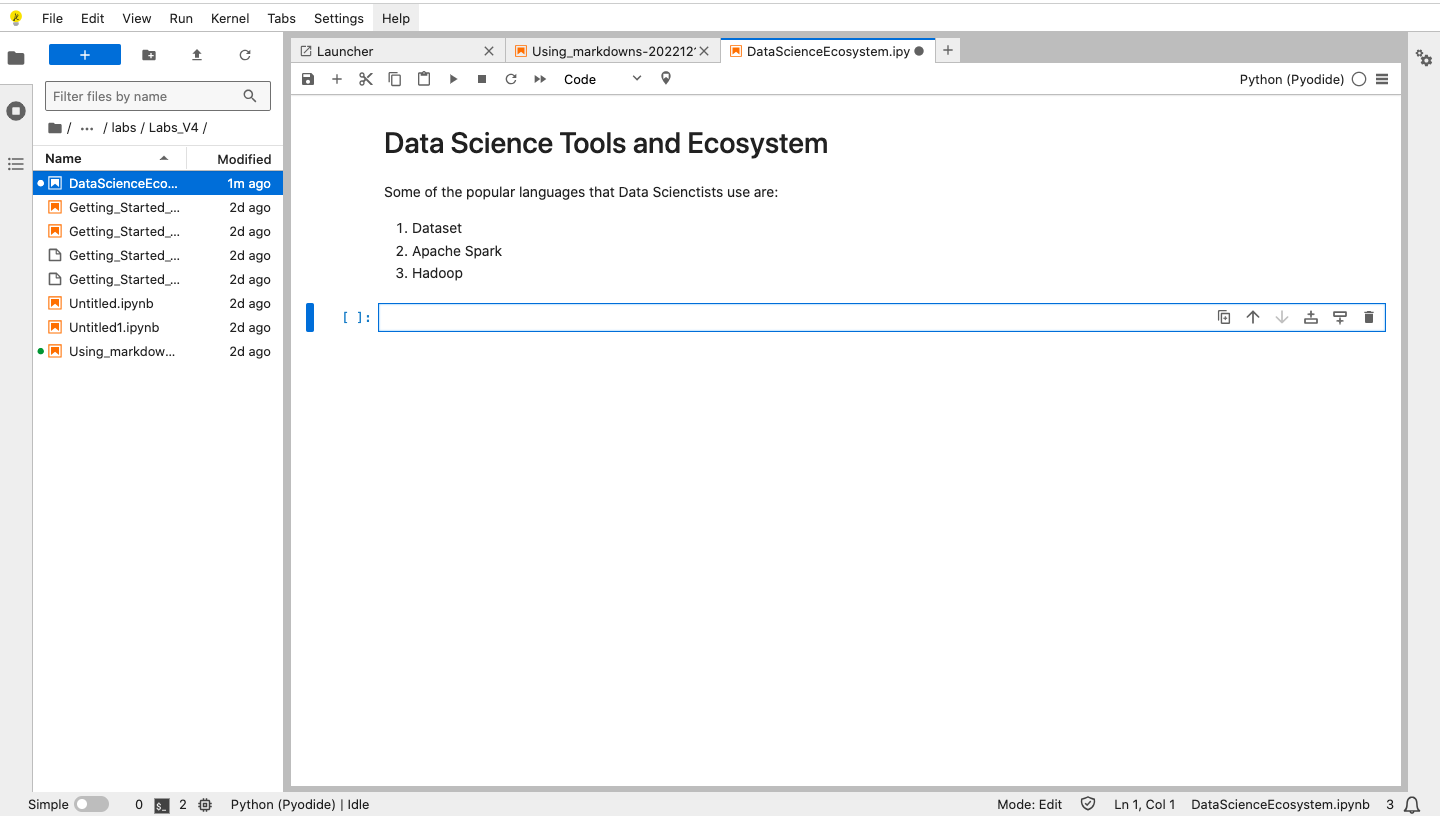 File Edit View Run Kernel Tabs Settings Help
+
Filter files by name
/ ... / labs / Labs_V4 /
Name Modified
DataScienceEco... 1m ago
Getting_Started_... 2d ago
Getting_Started_... 2d ago
Getting_Started_... 2d ago
Getting_Started_... 2d ago
Untitled.ipynb 2d ago
Untitled1.ipynb 2d ago
Using_markdow... 2d ago
Launcher
Using_markdowns-202212
DataScienceEcosystem.ipy
Code
Python (Pyodide)
Data Science Tools and Ecosystem
Some of the popular languages that Data Scienctists use are:
1. Dataset
2. Apache Spark
3. Hadoop
[ ]:
Simple 0 $_ 2 Python (Pyodide) | Idle
Mode: Edit Ln 1, Col 1 DataScienceEcosystem.ipynb 3